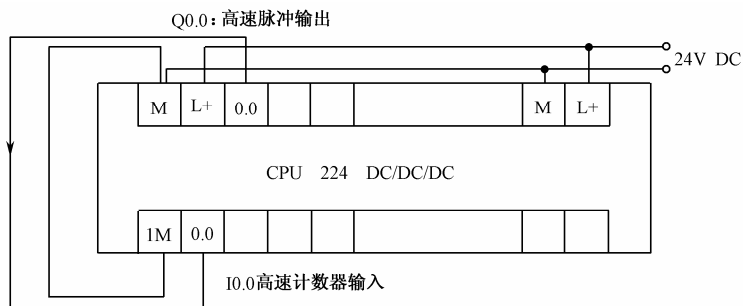 Q0.0：高速脉冲输出
24V DC
M L+ 0.0 M L+
CPU 224 DC/DC/DC
1M 0.0
I0.0高速计数器输入